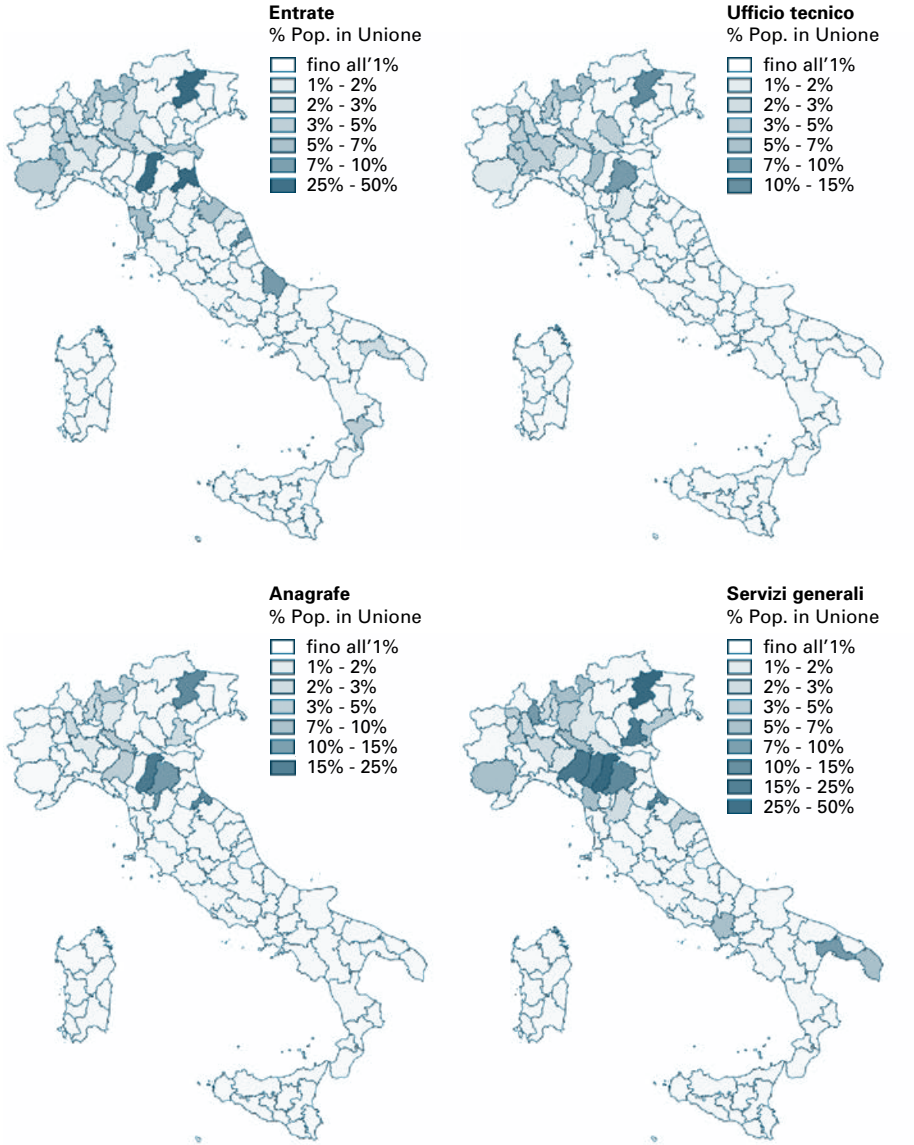 Entrate
% Pop. in Unione
fino all'1%
1% - 2%
2% - 3%
3% - 5%
5% - 7%
7% - 10%
25% - 50%
Ufficio tecnico
% Pop. in Unione
fino all'1%
1% - 2%
2% - 3%
3% - 5%
5% - 7%
7% - 10%
10% - 15%
Anagrafe
% Pop. in Unione
fino all'1%
1% - 2%
2% - 3%
3% - 5%
7% - 10%
10% - 15%
15% - 25%
Servizi generali
% Pop. in Unione
fino all'1%
1% - 2%
2% - 3%
3% - 5%
5% - 7%
7% - 10%
10% - 15%
15% - 25%
25% - 50%